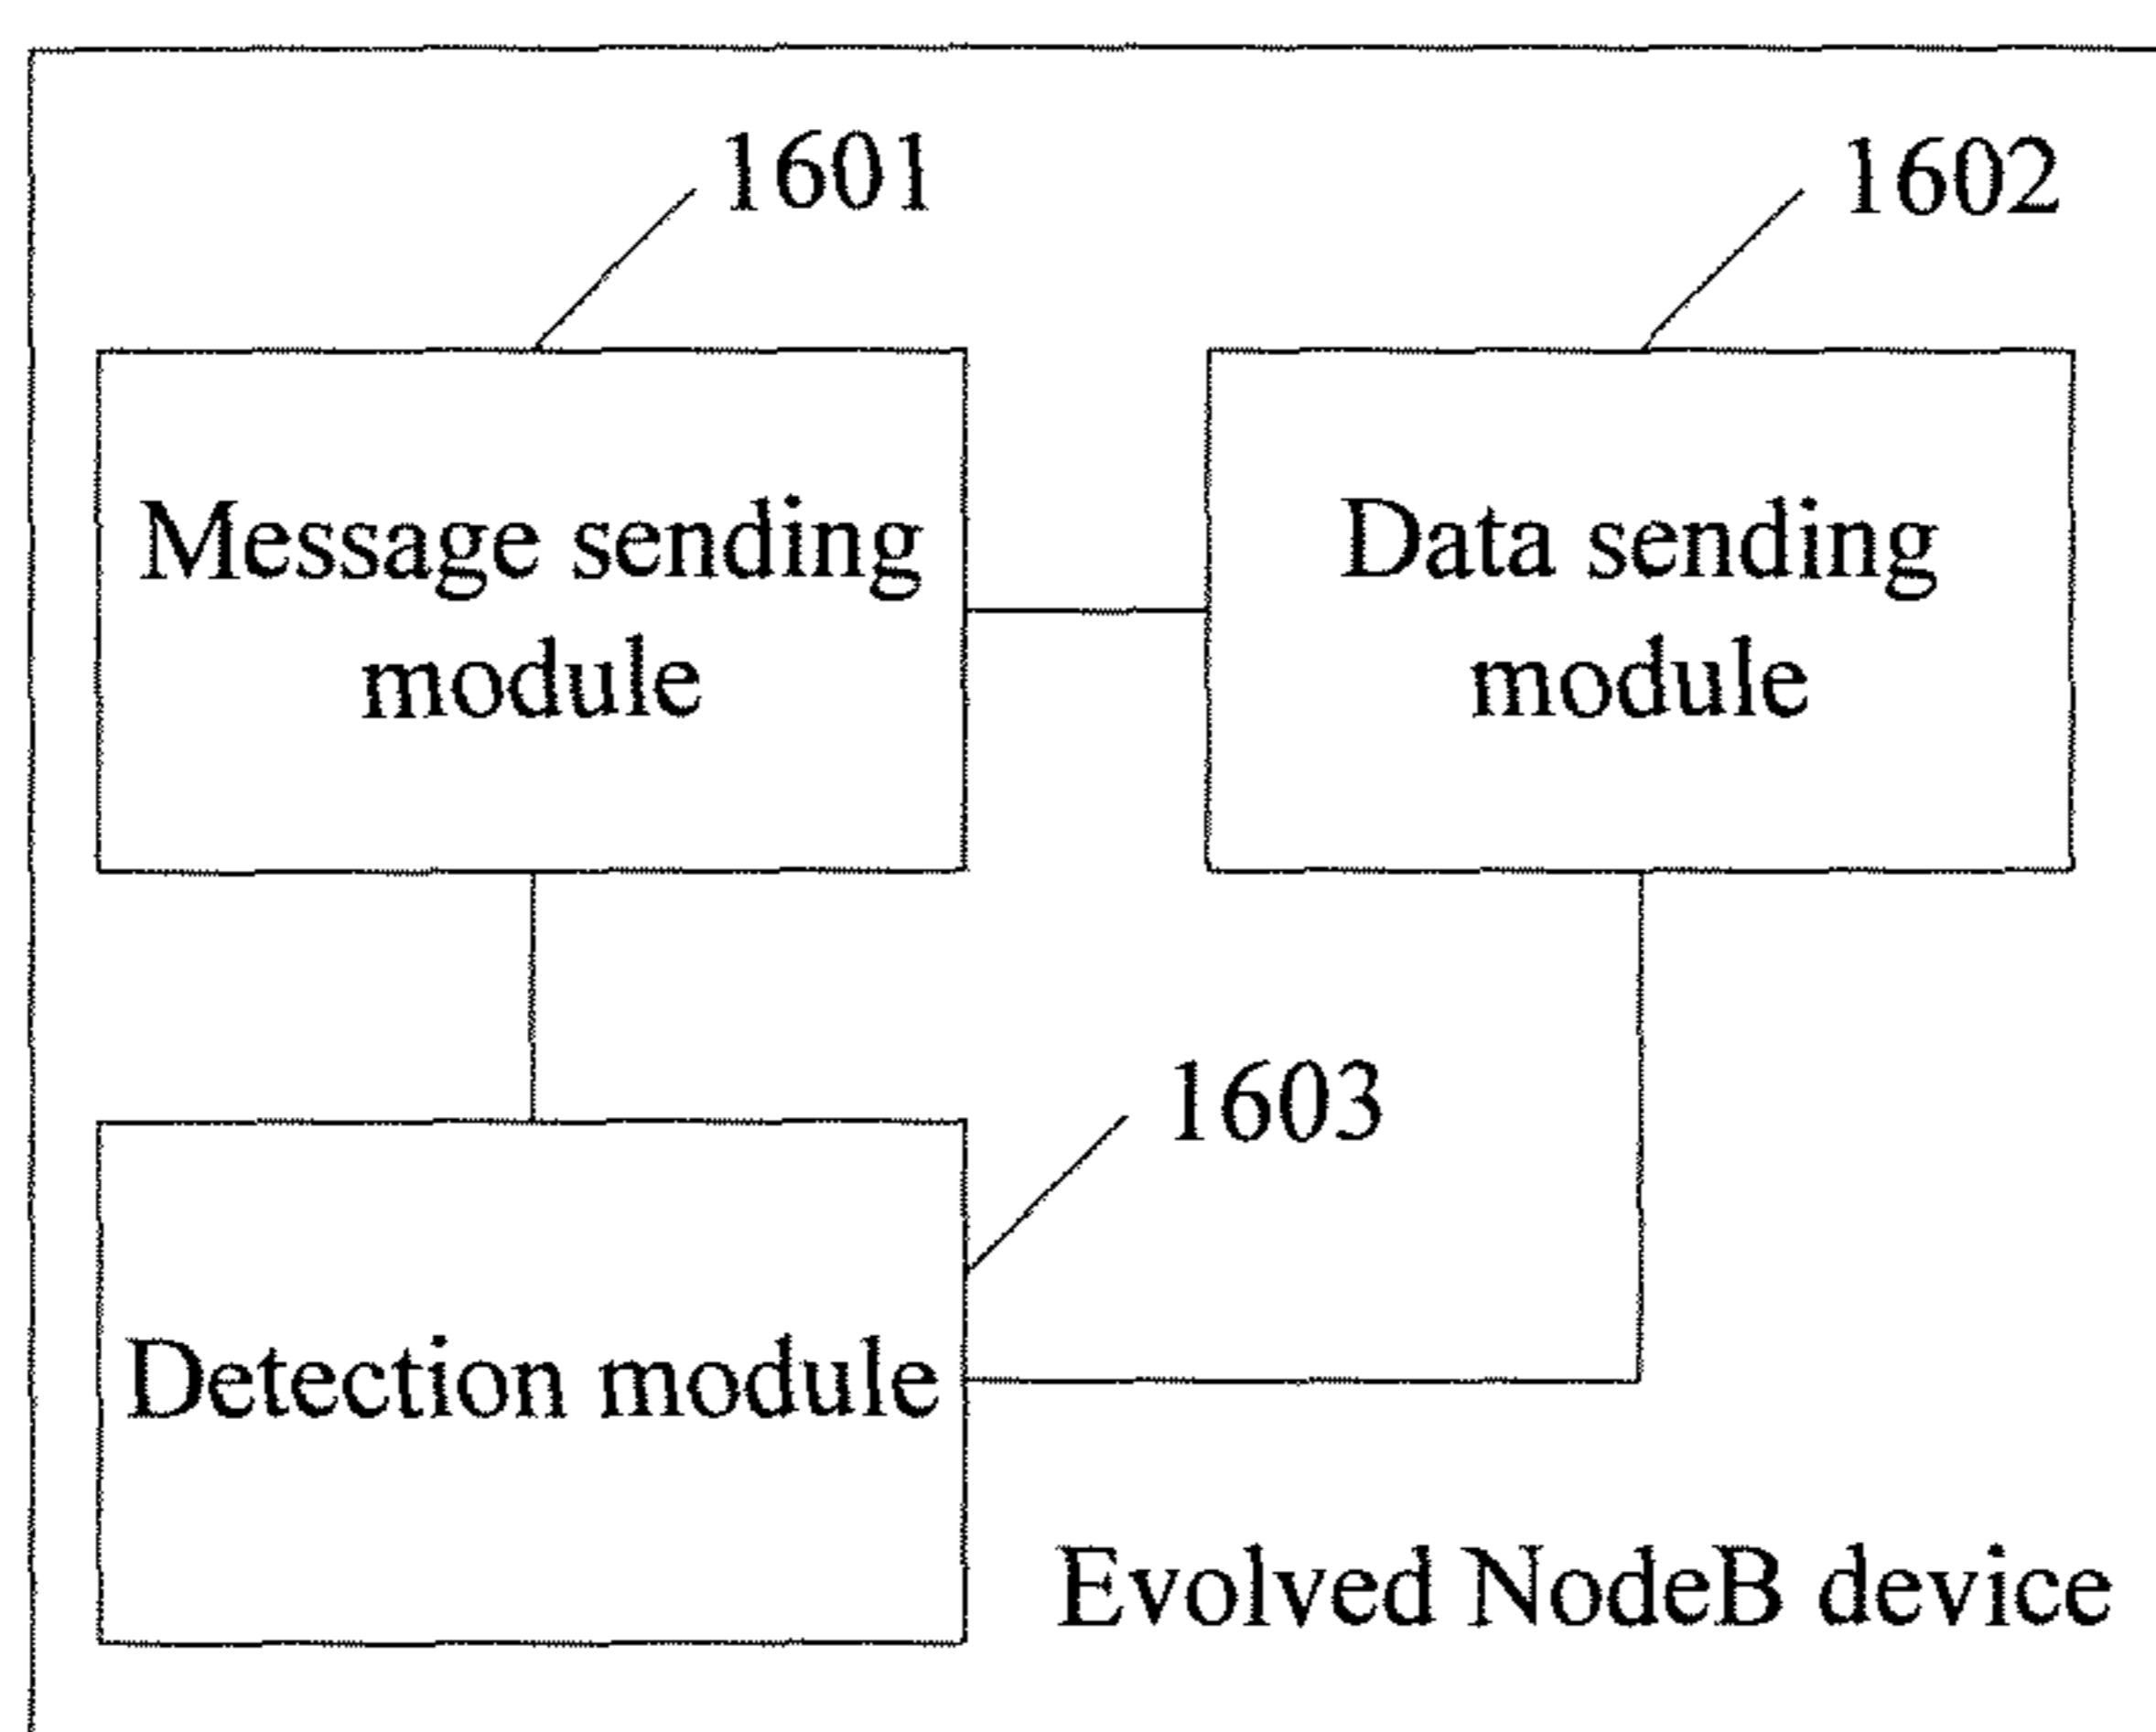 1601
1602
Message sending
module
Data sending
module
1603
Detection module
Evolved NodeB device